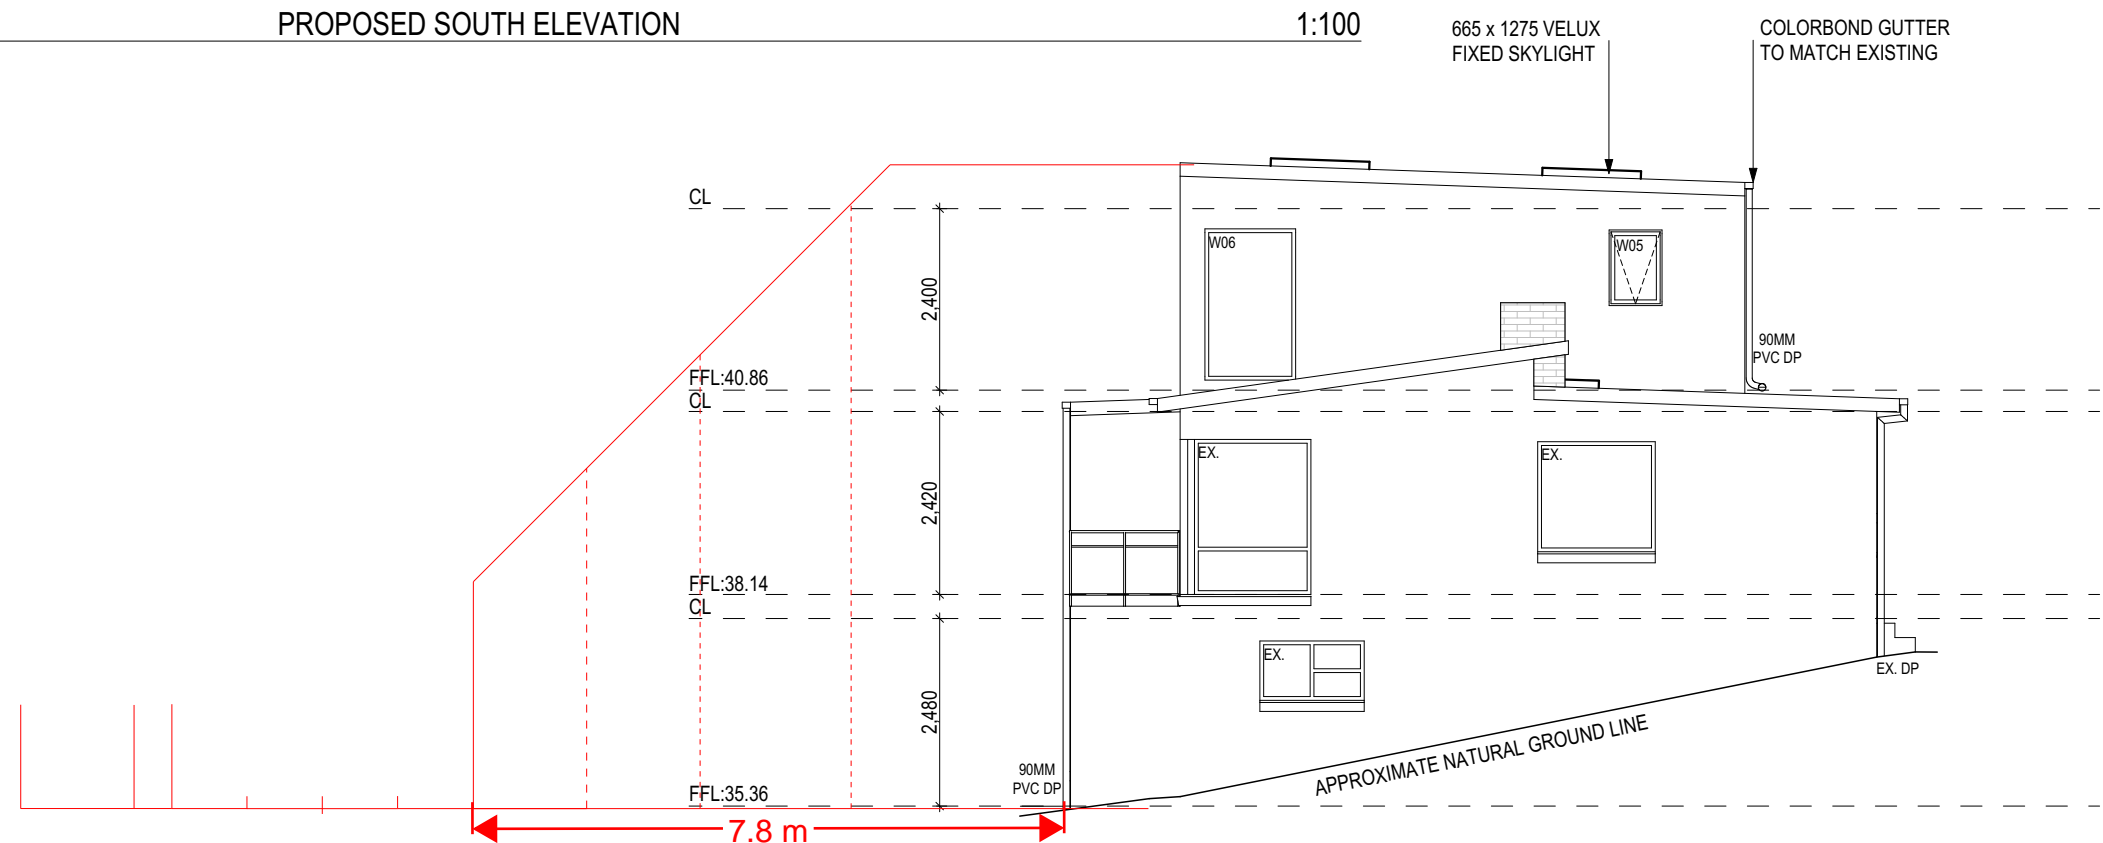 PROPOSED SOUTH ELEVATION 1:100
665 x 1275 VELUX
FIXED SKYLIGHT
COLORBOND GUTTER
TO MATCH EXISTING
CL
W06
W05
2,400
90MM
PVC DP
FFL:40.86
CL
EX.
EX.
2,420
FFL:38.14
CL
EX.
EX. DP
2,480
APPROXIMATE NATURAL GROUND LINE
90MM
PVC DP
FFL:35.36
7.8 m